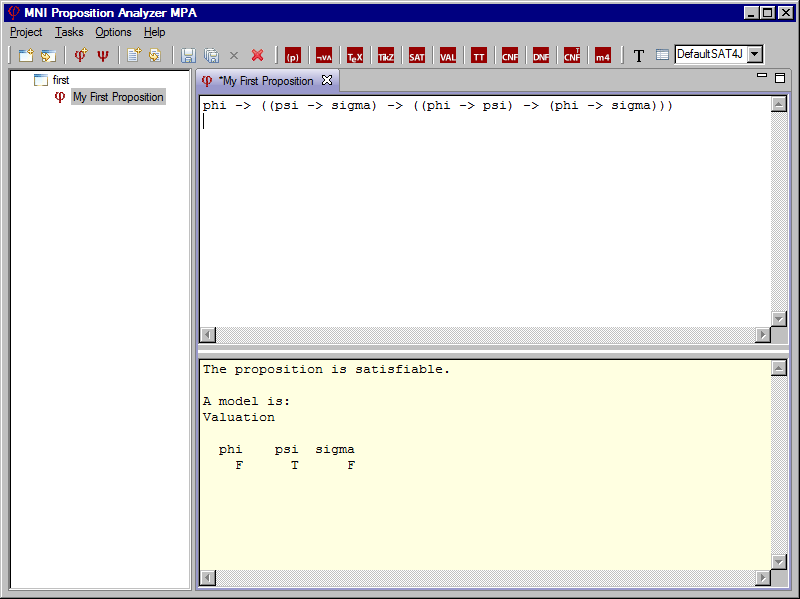 MNI Proposition Analyzer MPA
Project Tasks Options Help
(p) ¬∨∧ TEX TikZ SAT VAL TT CNF DNF CNFT m4 T DefaultSAT4J
first
φ My First Proposition
φ *My First Proposition
phi -> ((psi -> sigma) -> ((phi -> psi) -> (phi -> sigma)))
The proposition is satisfiable.
A model is:
Valuation
phi psi sigma
F T F